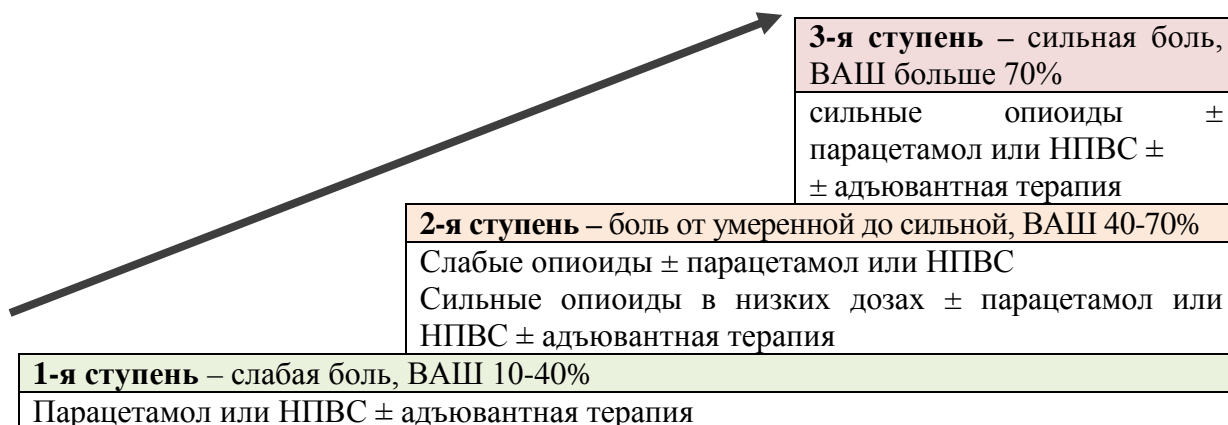 3-я ступень – сильная боль,
ВАШ больше 70%
сильные опиоиды ±
парацетамол или НПВС ±
± адъювантная терапия
2-я ступень – боль от умеренной до сильной, ВАШ 40-70%
Слабые опиоиды ± парацетамол или НПВС
Сильные опиоиды в низких дозах ± парацетамол или
НПВС ± адъювантная терапия
1-я ступень – слабая боль, ВАШ 10-40%
Парацетамол или НПВС ± адъювантная терапия